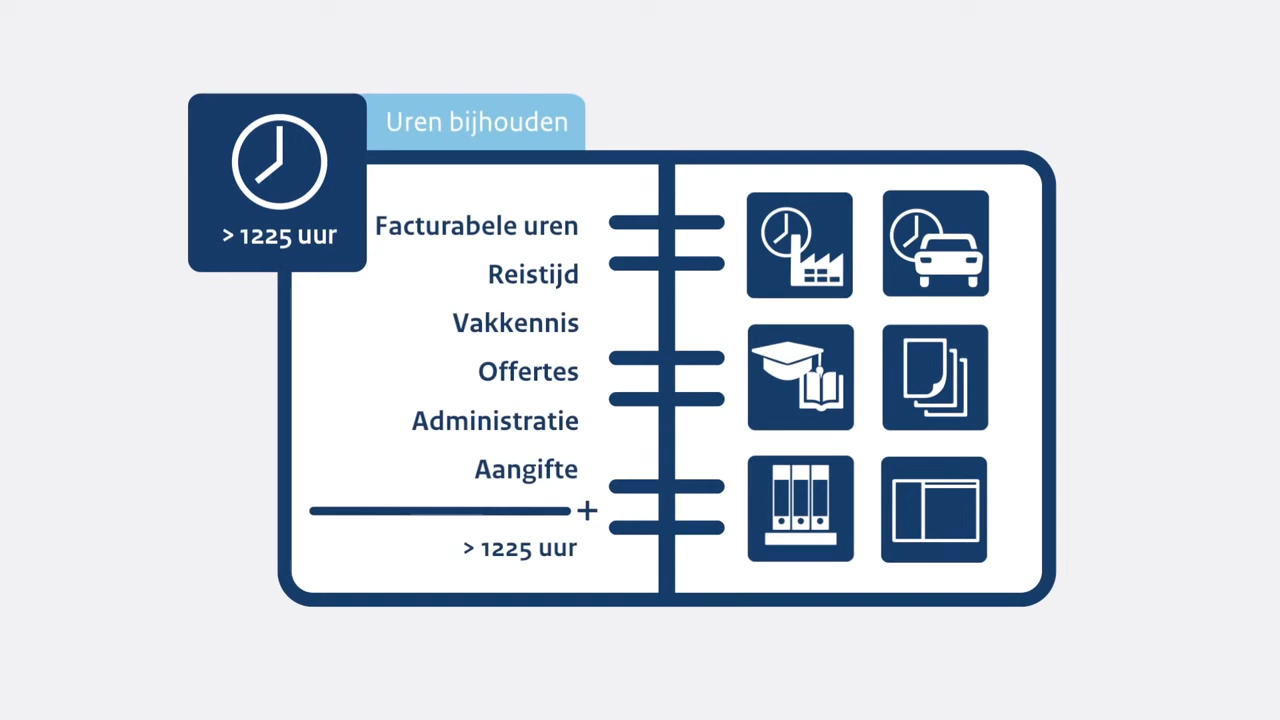 Uren bijhouden
> 1225 uur
Facturabele uren
Reistijd
Vakkennis
Offertes
Administratie
Aangifte
+
> 1225 uur